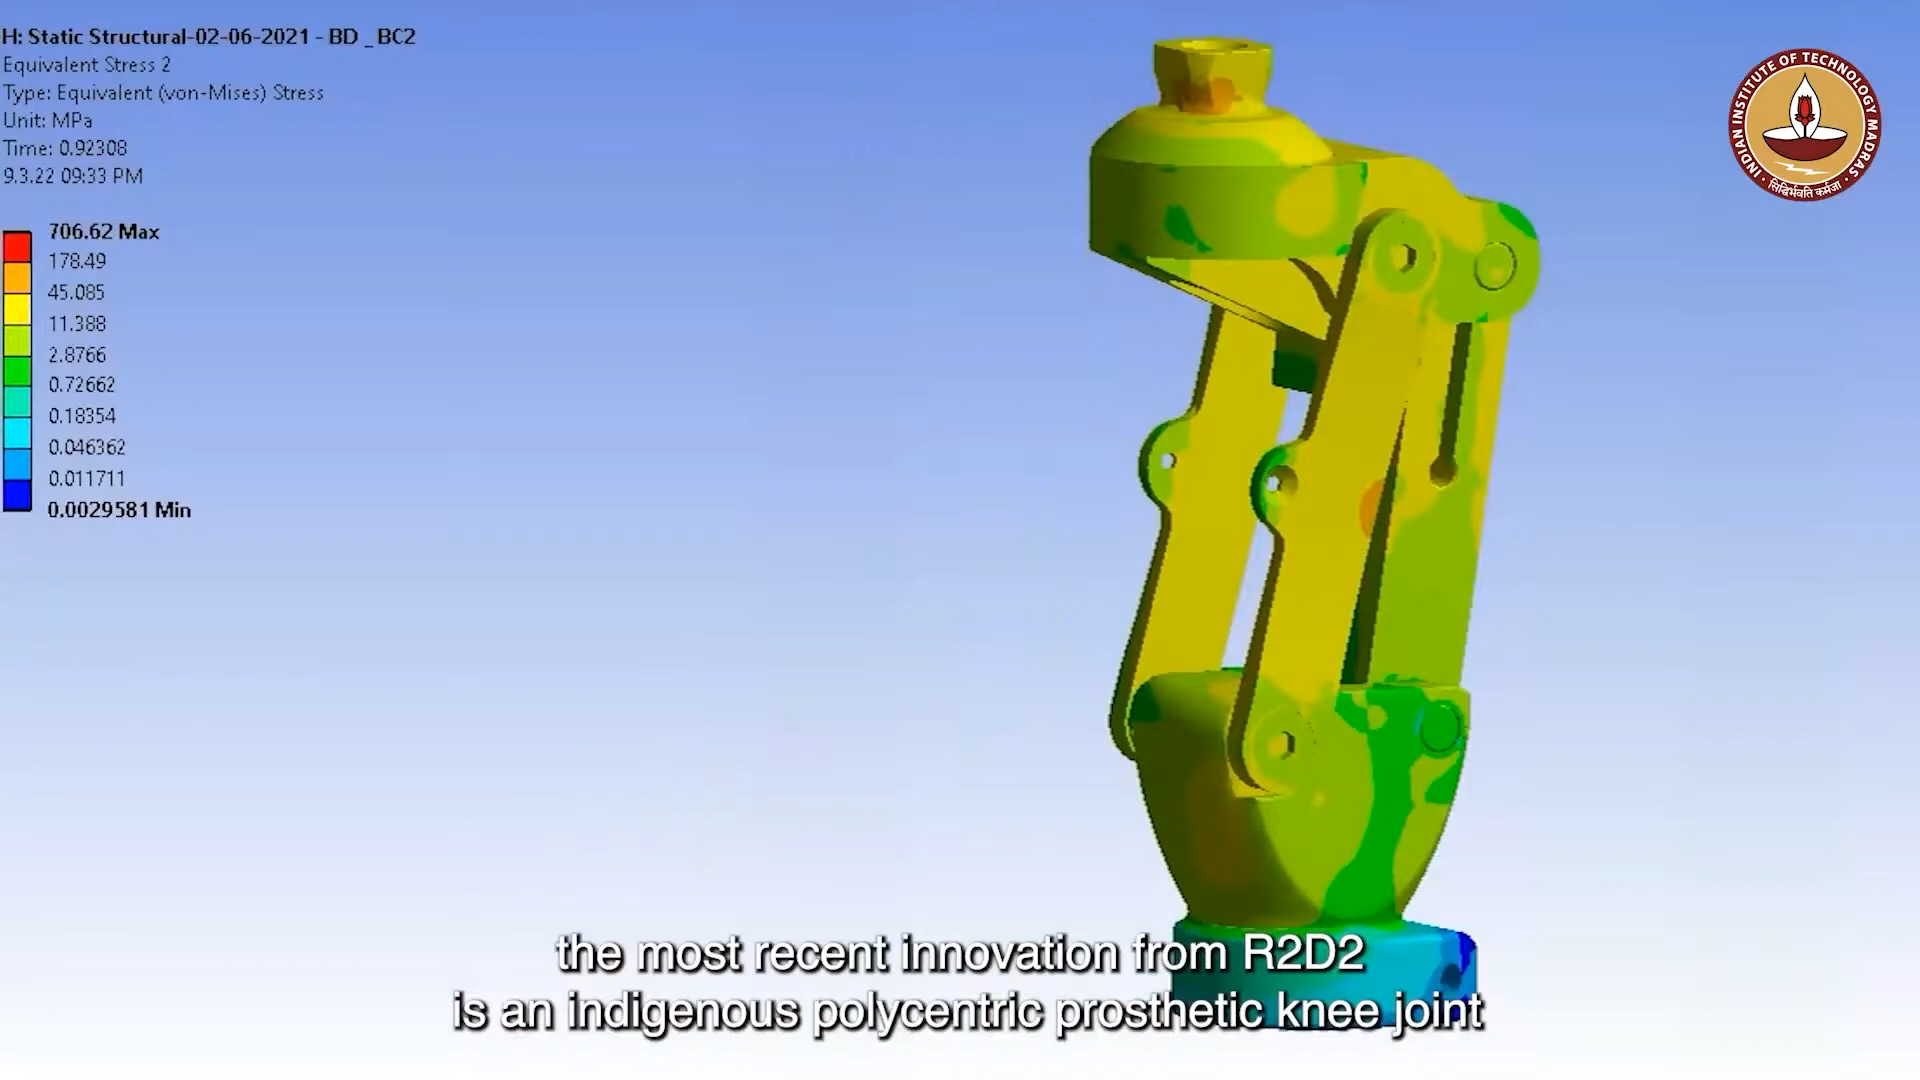 H: Static Structural-02-06-2021 - BD _ BC2
Equivalent Stress 2
Type: Equivalent (von-Mises) Stress
Unit: MPa
Time: 0.92308
9.3.22 09:33 PM
706.62 Max
178.49
45.085
11.388
2.8766
0.72662
0.18354
0.046362
0.011711
0.0029581 Min
INDIAN INSTITUTE OF TECHNOLOGY MADRAS
सिद्धिर्भवति कर्मजा
the most recent innovation from R2D2
is an indigenous polycentric prosthetic knee joint